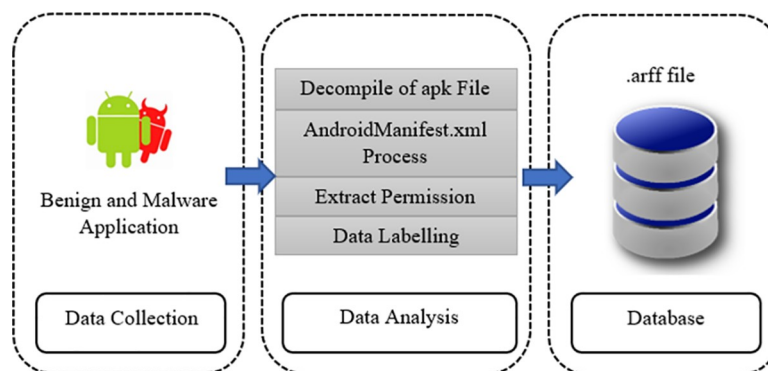 Benign and Malware
Application
Data Collection
Decompile of apk File
AndroidManifest.xml
Process
Extract Permission
Data Labelling
Data Analysis
.arff file
Database